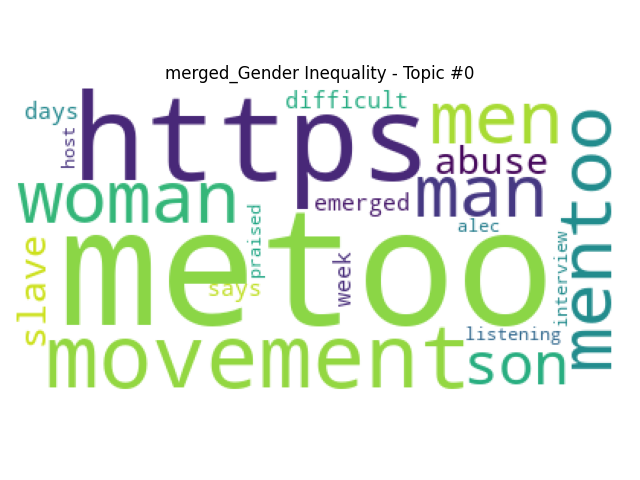 merged_Gender Inequality - Topic #0
days
host
https
difficult
men
abuse
mentoo
woman
emerged
man
alec
praised
metoo
says
week
interview
slave
listening
movement
son